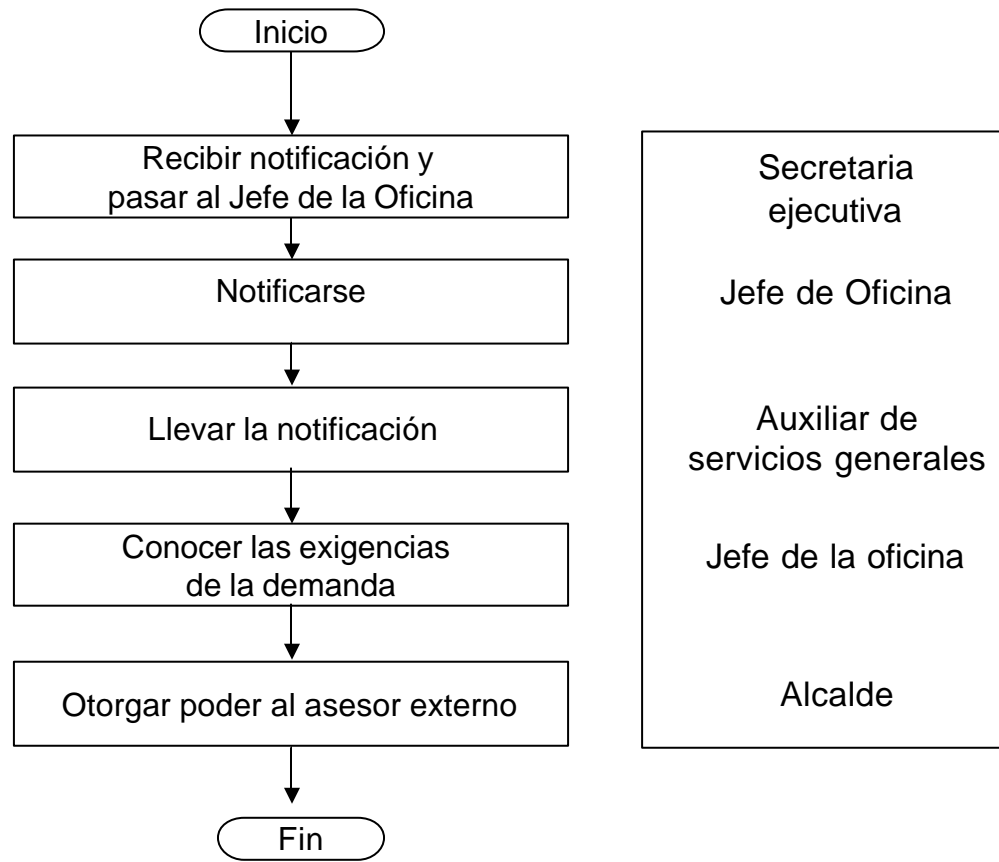 Inicio
Recibir notificación y
pasar al Jefe de la Oficina
Notificarse
Llevar la notificación
Conocer las exigencias
de la demanda
Otorgar poder al asesor externo
Fin
Secretaria
ejecutiva
Jefe de Oficina
Auxiliar de
servicios generales
Jefe de la oficina
Alcalde